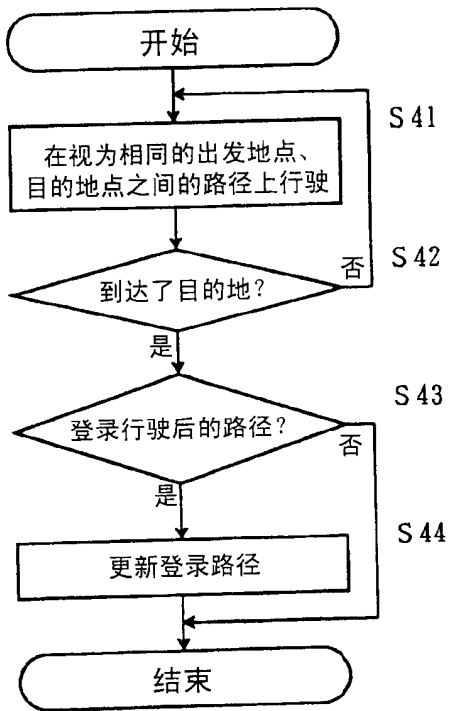 开始
S41
在视为相同的出发地点、
目的地点之间的路径上行驶
S42
到达了目的地？
否
是
S43
登录行驶后的路径？
否
是
S44
更新登录路径
结束